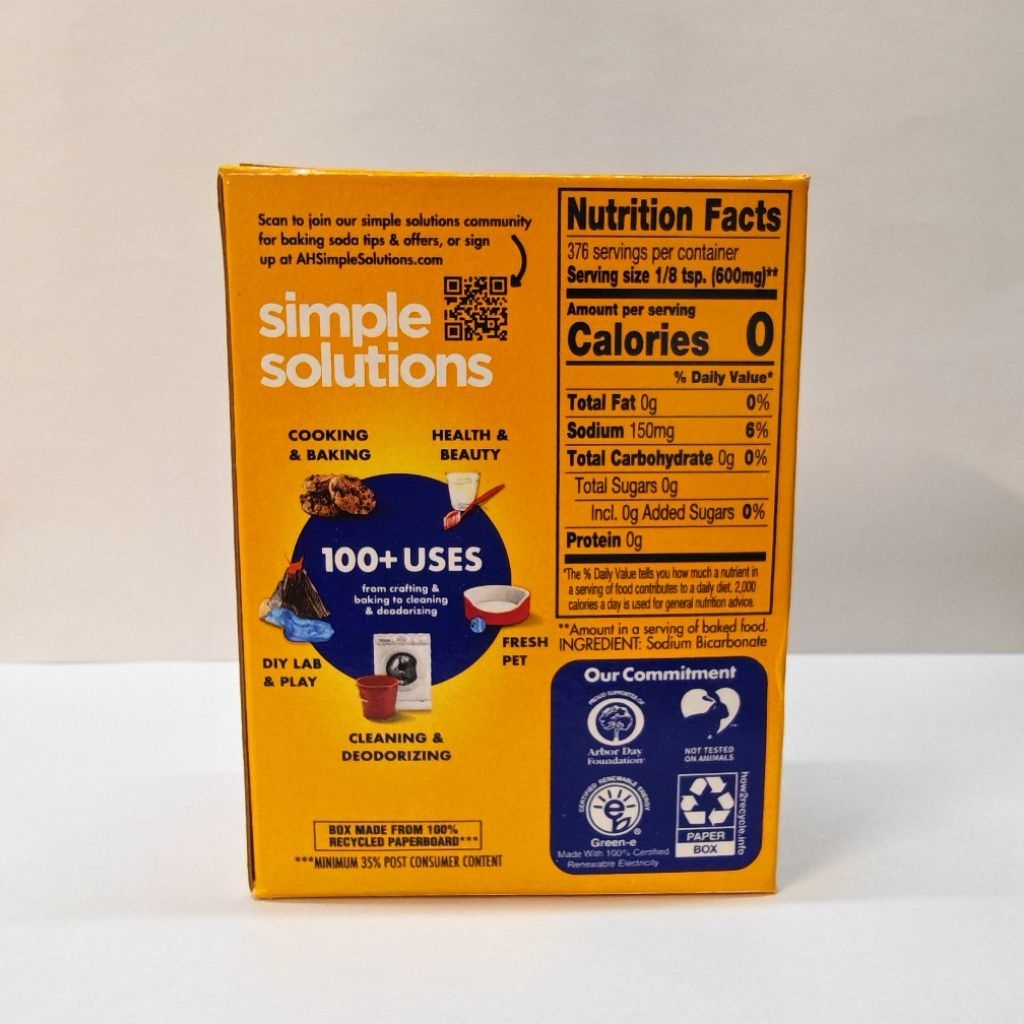 Scan to join our simple solutions community
for baking soda tips & offers, or sign
up at AHSimpleSolutions.com
simple
solutions
COOKING
& BAKING
HEALTH &
BEAUTY
100+ USES
from crafting &
baking to cleaning
& deodorizing
DIY LAB
& PLAY
FRESH
PET
CLEANING &
DEODORIZING
BOX MADE FROM 100%
RECYCLED PAPERBOARD***
***MINIMUM 35% POST CONSUMER CONTENT
Nutrition Facts
376 servings per container
Serving size 1/8 tsp. (600mg)**
Amount per serving
Calories 0
% Daily Value*
Total Fat 0g 0%
Sodium 150mg 6%
Total Carbohydrate 0g 0%
Total Sugars 0g
Incl. 0g Added Sugars 0%
Protein 0g
*The % Daily Value tells you how much a nutrient in
a serving of food contributes to a daily diet. 2,000
calories a day is used for general nutrition advice.
**Amount in a serving of baked food.
INGREDIENT: Sodium Bicarbonate
Our Commitment
PROUD SUPPORTER OF
Arbor Day
Foundation
NOT TESTED
ON ANIMALS
CERTIFIED RENEWABLE ENERGY
e
Green-e
Made With 100% Certified
Renewable Electricity
PAPER
BOX
how2recycle.info